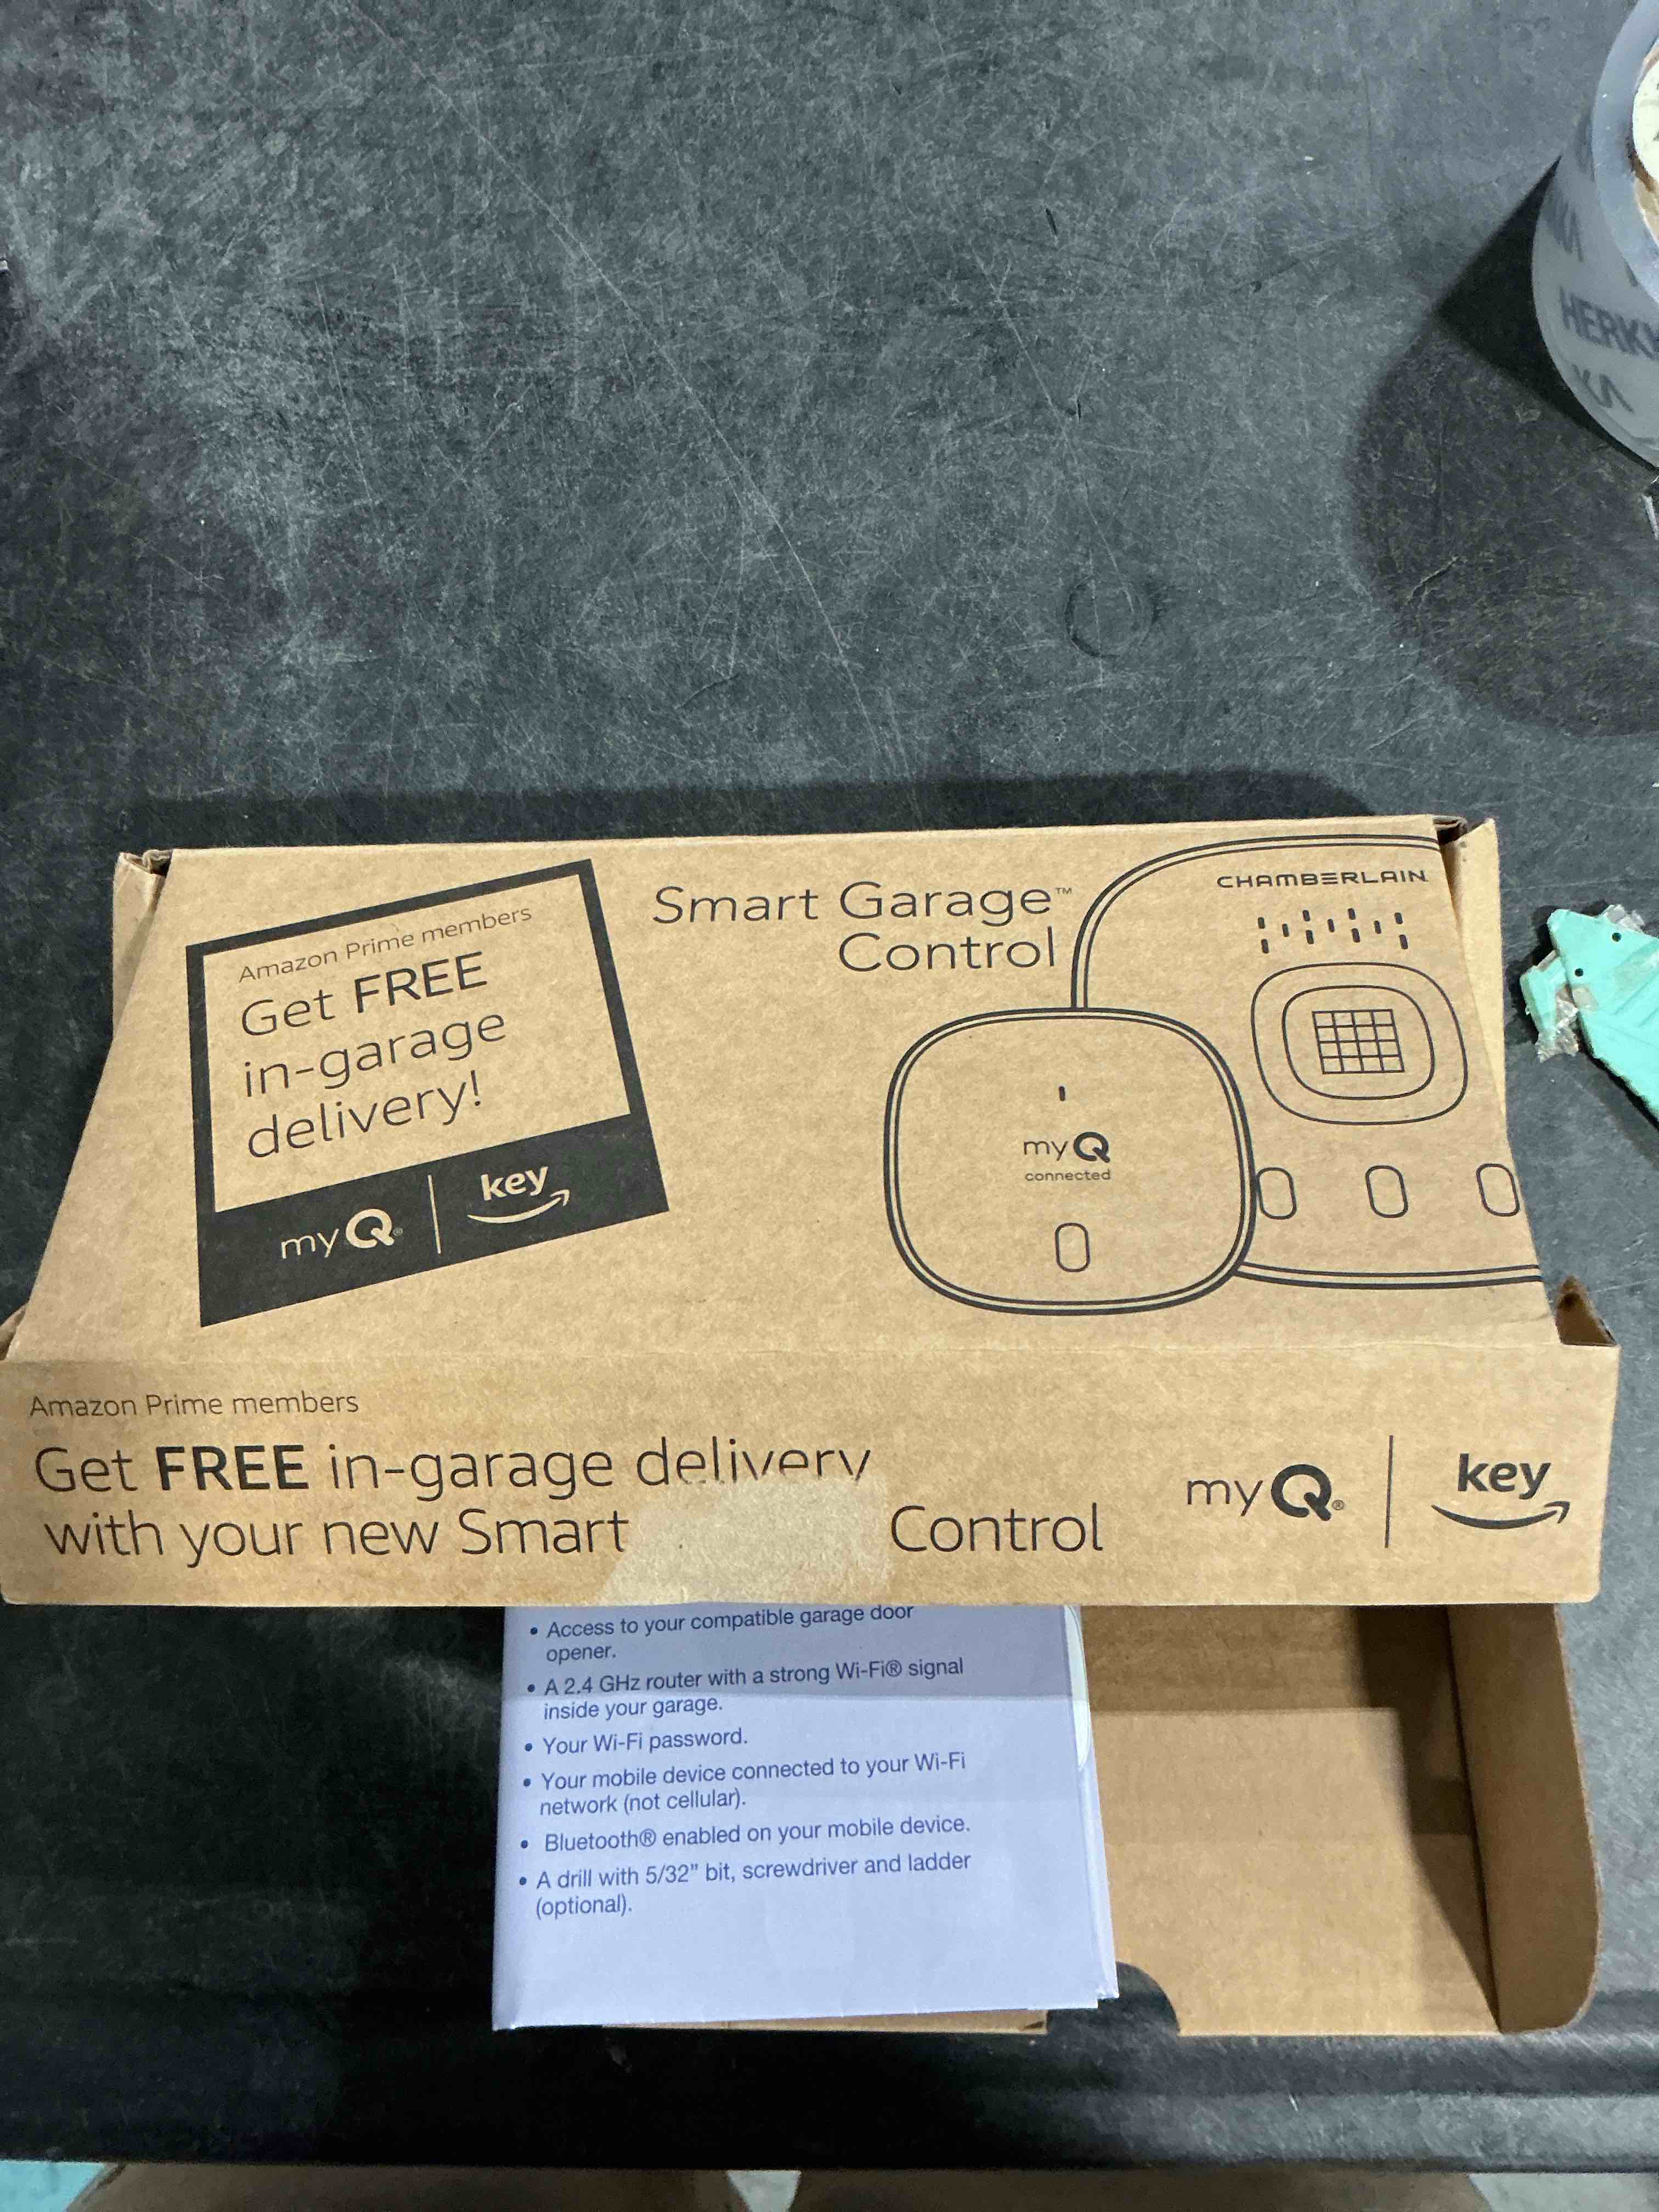 HERK
CHAMBERLAIN
Smart Garage™
Control
Amazon Prime members
Get FREE
in-garage
delivery!
myQ® | key
myQ
connected
Amazon Prime members
Get FREE in-garage delivery
with your new Smart Control
myQ® | key
• Access to your compatible garage door
opener.
• A 2.4 GHz router with a strong Wi-Fi® signal
inside your garage.
• Your Wi-Fi password.
• Your mobile device connected to your Wi-Fi
network (not cellular).
• Bluetooth® enabled on your mobile device.
• A drill with 5/32" bit, screwdriver and ladder
(optional).